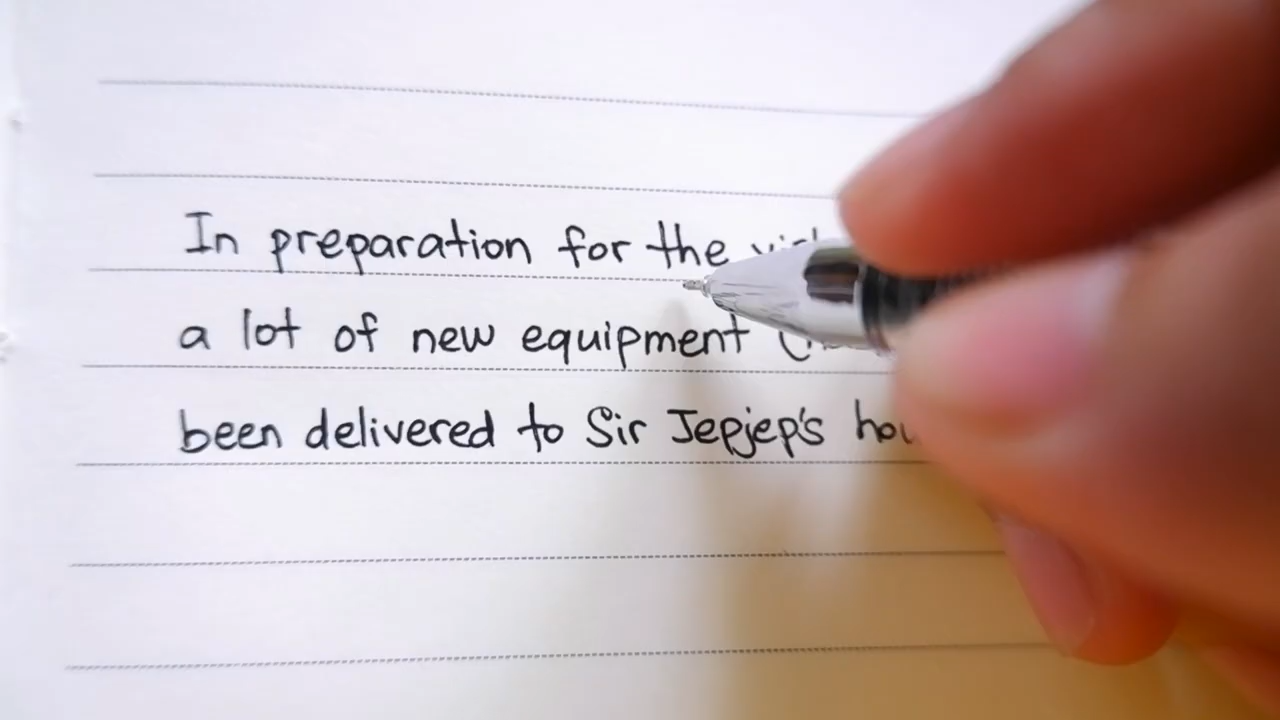 In preparation for the
a lot of new equipment
been delivered to Sir Jepjep's